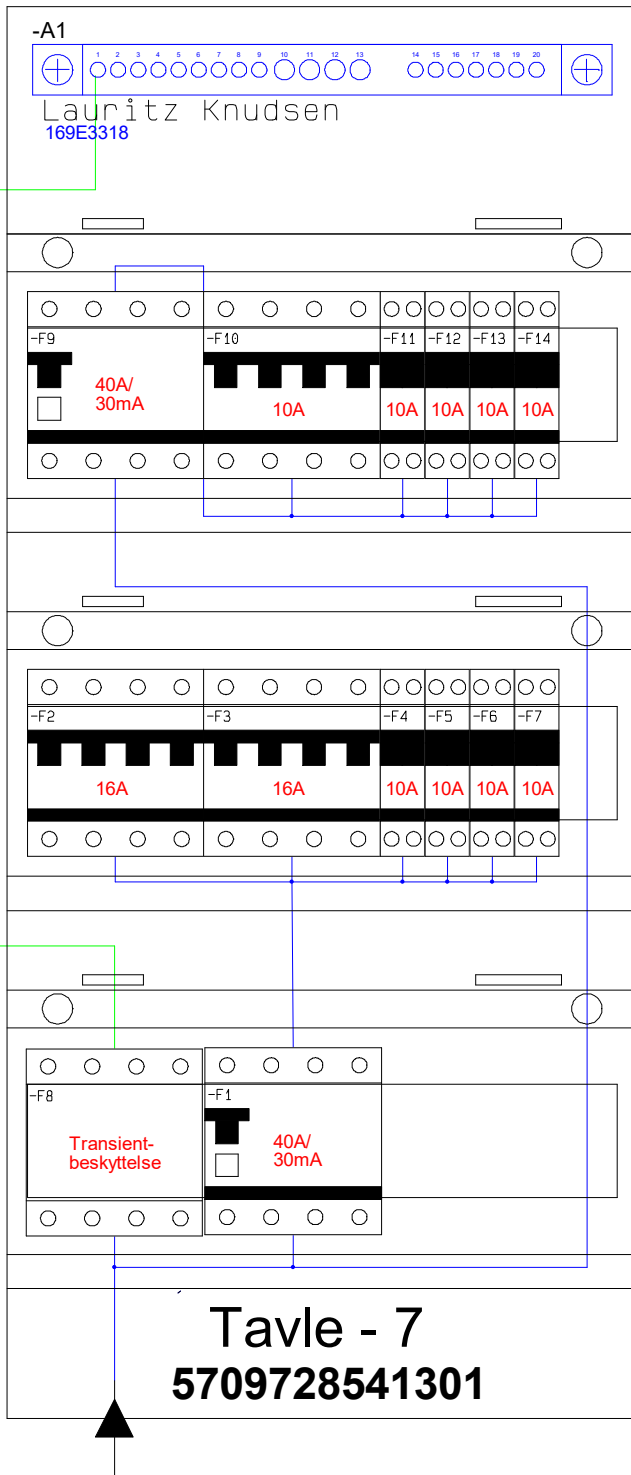 -A1
1 2 3 4 5 6 7 8 9 10 11 12 13 14 15 16 17 18 19 20
Lauritz Knudsen
169E3318
-F9 -F10 -F11 -F12 -F13 -F14
40A/
30mA
10A 10A 10A 10A 10A
-F2 -F3 -F4 -F5 -F6 -F7
16A 16A 10A 10A 10A 10A
-F8 -F1
Transient-
beskyttelse
40A/
30mA
Tavle - 7
5709728541301